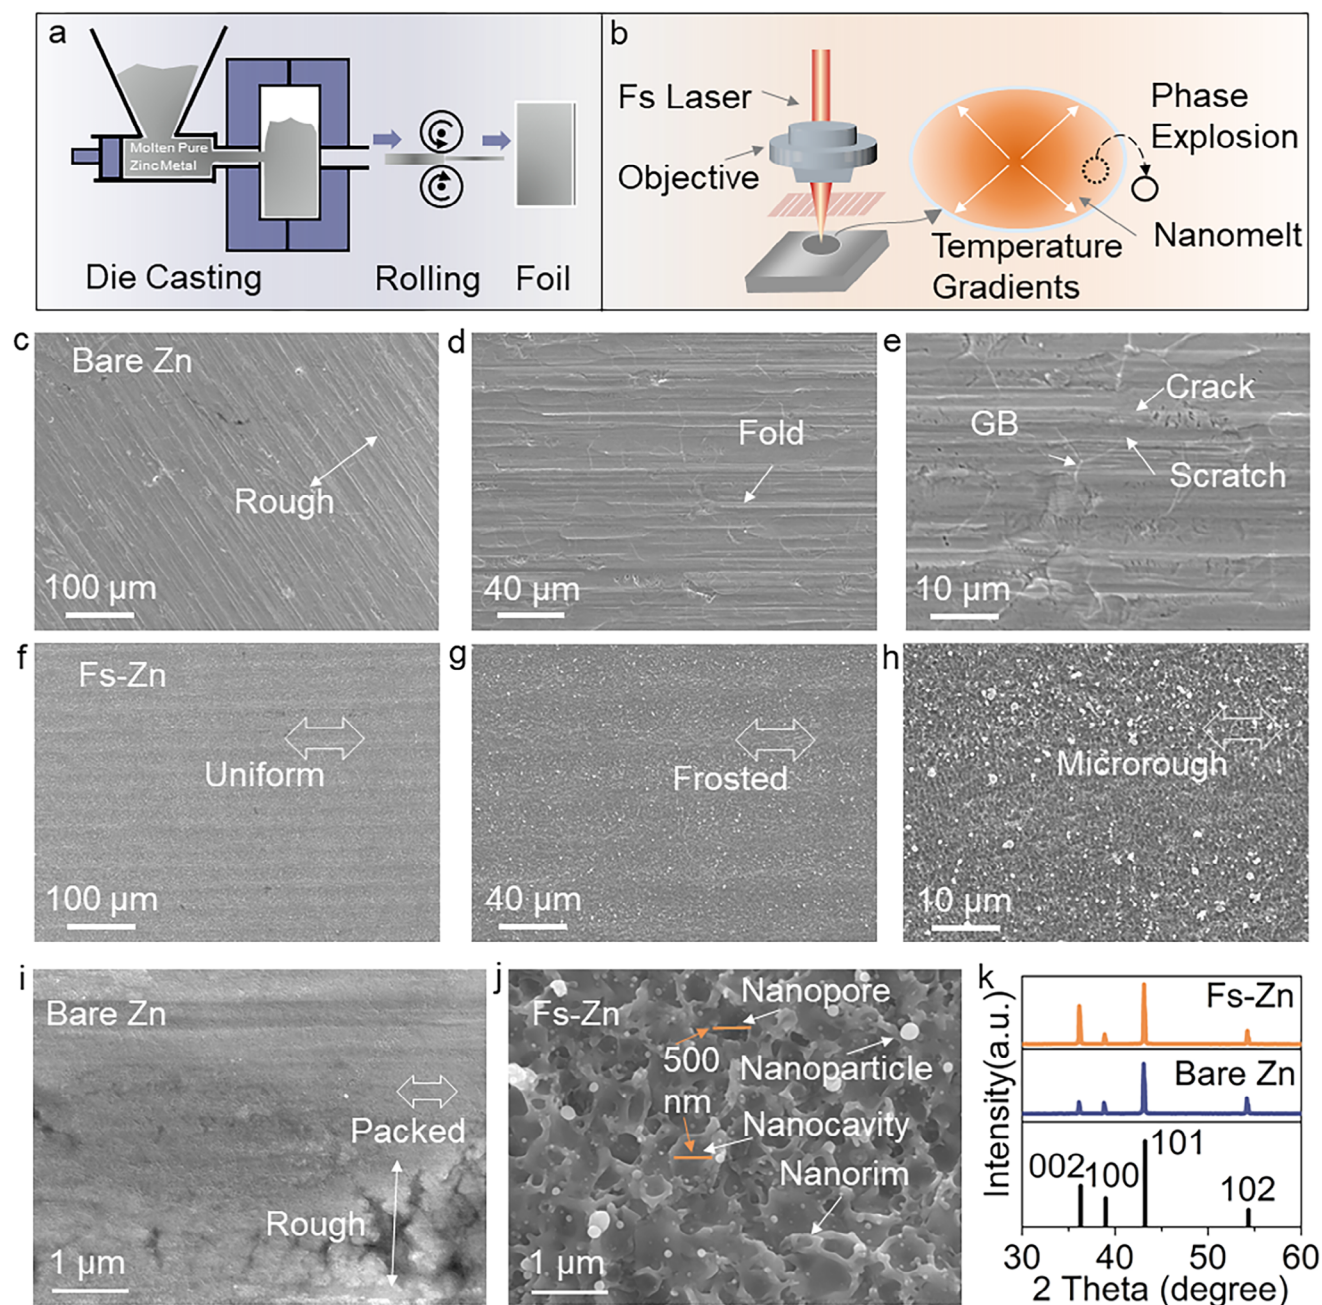 a
Molten Pure
Zinc Metal
Die Casting
Rolling
Foil
b
Fs Laser
Objective
Phase
Explosion
Nanomelt
Temperature
Gradients
c
Bare Zn
Rough
100 µm
d
Fold
40 µm
e
Crack
GB
Scratch
10 µm
f
Fs-Zn
Uniform
100 µm
g
Frosted
40 µm
h
Microrough
10 µm
i
Bare Zn
Packed
Rough
1 µm
j
Fs-Zn
Nanopore
500
nm
Nanoparticle
Nanocavity
Nanorim
1 µm
k
Fs-Zn
Bare Zn
002
100
101
102
Intensity(a.u.)
30 40 50 60
2 Theta (degree)